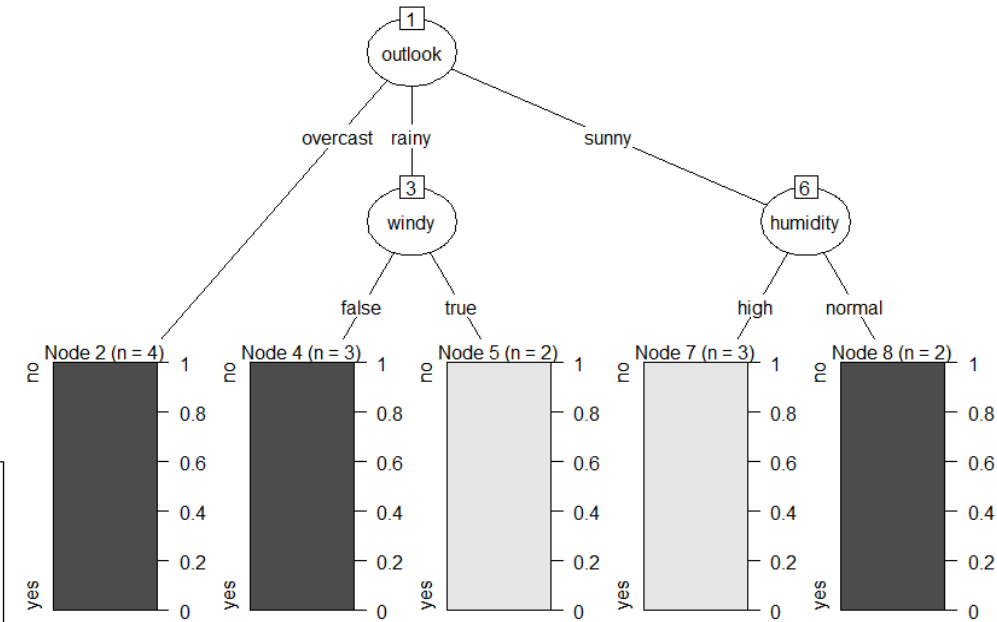 1
outlook
overcast rainy sunny
3
windy
6
humidity
false true high normal
Node 2 (n = 4) Node 4 (n = 3) Node 5 (n = 2) Node 7 (n = 3) Node 8 (n = 2)
no 1 no 1 no 1 no 1 no 1
0.8 0.8 0.8 0.8 0.8
0.6 0.6 0.6 0.6 0.6
0.4 0.4 0.4 0.4 0.4
0.2 0.2 0.2 0.2 0.2
yes 0 yes 0 yes 0 yes 0 yes 0